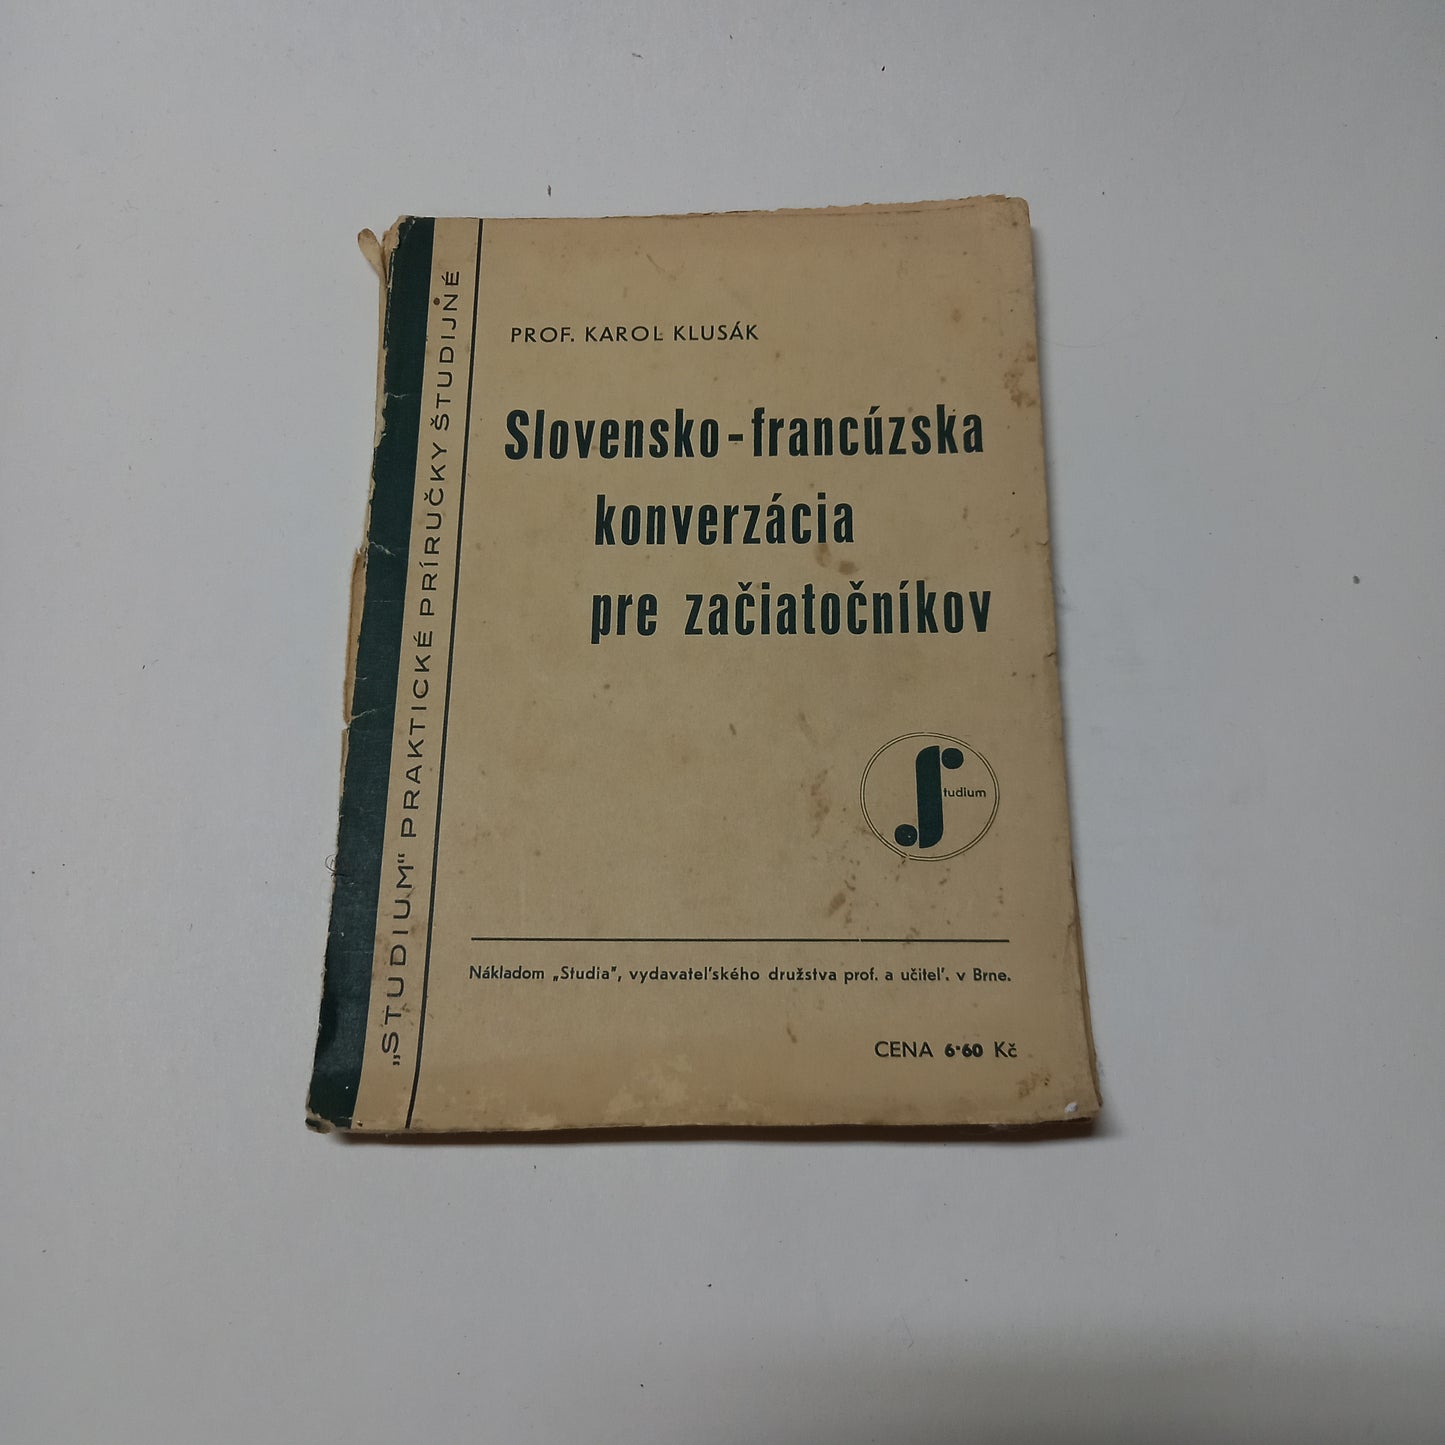 „STUDIUM“ PRAKTICKÉ PRÍRUČKY ŠTUDIJNÉ
PROF. KAROL KLUSÁK
Slovensko-francúzska
konverzácia
pre začiatočníkov
Studium
Nákladom „Studia", vydavateľského družstva prof. a učiteľ. v Brne.
CENA 6·60 Kč